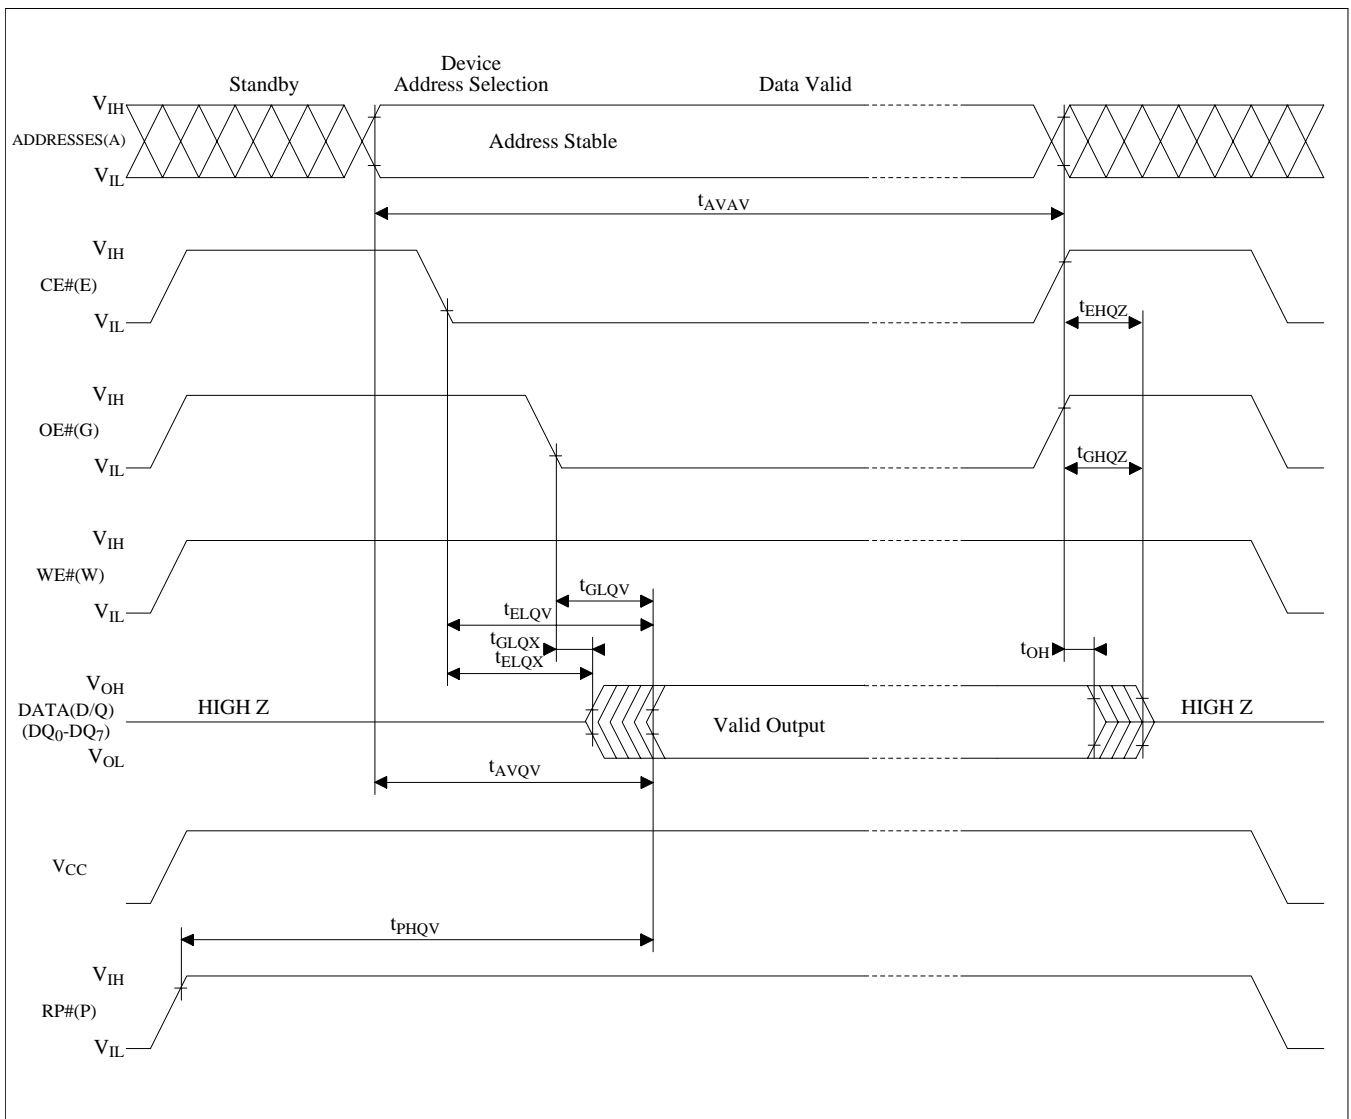 Standby
Device
Address Selection
Data Valid
VIH
ADDRESSES(A)
VIL
Address Stable
tAVAV
VIH
CE#(E)
VIL
tEHQZ
VIH
OE#(G)
VIL
tGHQZ
VIH
WE#(W)
VIL
tGLQV
tELQV
tGLQX
tELQX
tOH
VOH
DATA(D/Q)
(DQ0-DQ7)
VOL
HIGH Z
Valid Output
HIGH Z
tAVQV
VCC
tPHQV
VIH
RP#(P)
VIL